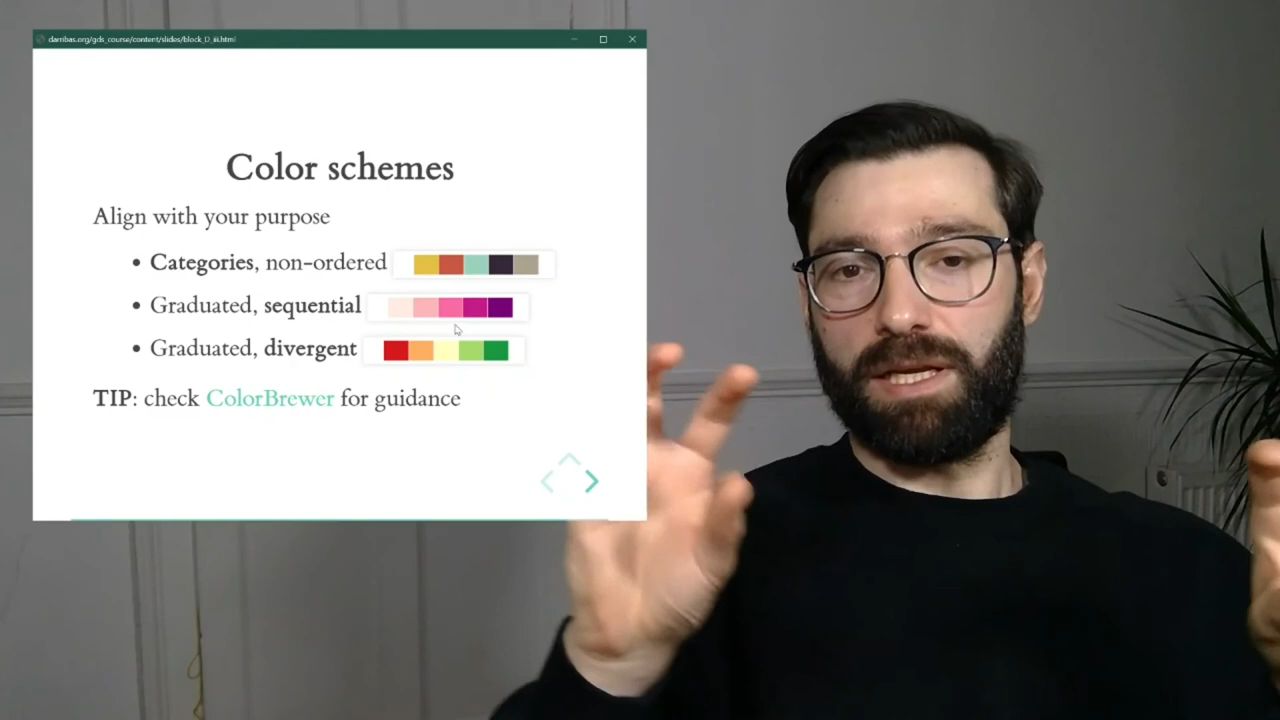 darribas.org/gds_course/content/slides/block_D_iii.html
Color schemes
Align with your purpose
• Categories, non-ordered
• Graduated, sequential
• Graduated, divergent
TIP: check ColorBrewer for guidance